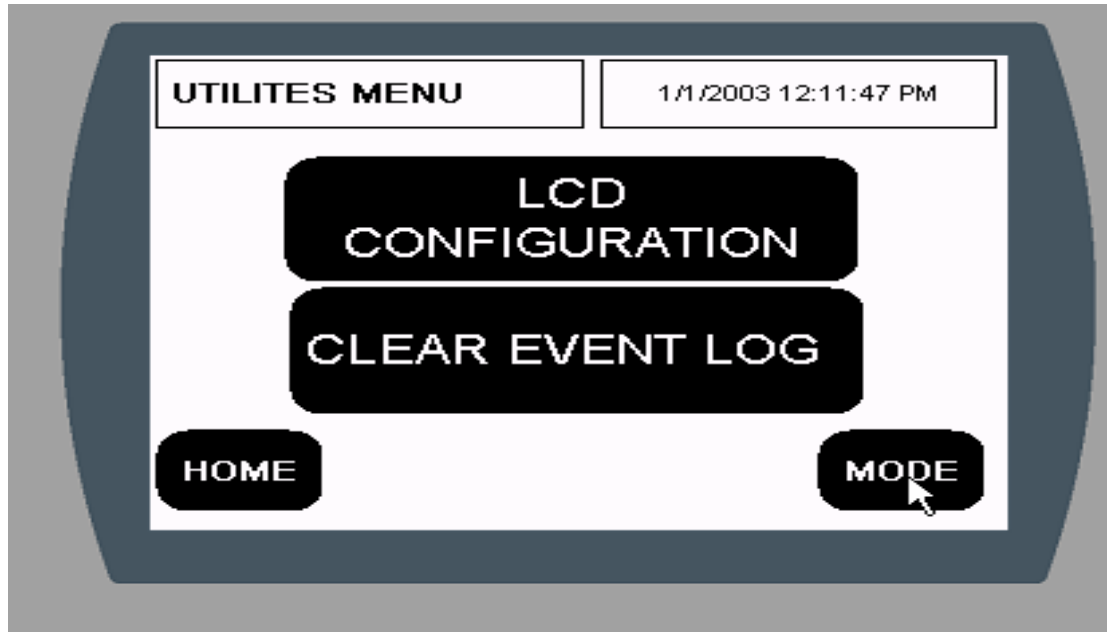 UTILITES MENU
1/1/2003 12:11:47 PM
LCD
CONFIGURATION
CLEAR EVENT LOG
HOME
MODE